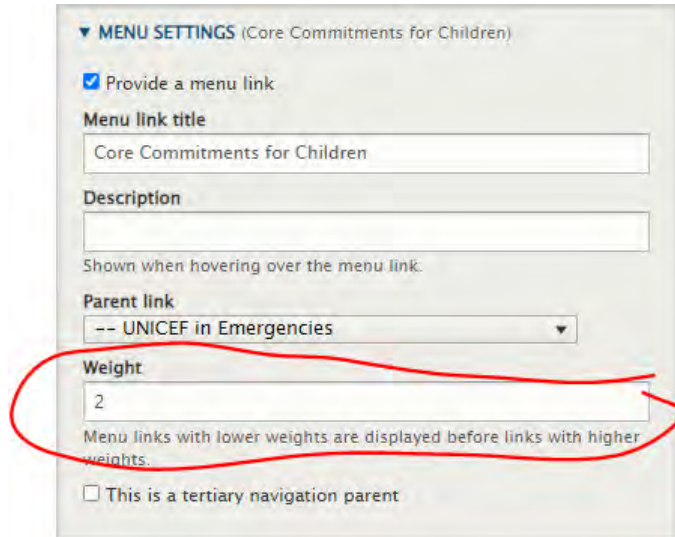 ▼ MENU SETTINGS (Core Commitments for Children)
Provide a menu link
Menu link title
Core Commitments for Children
Description
Shown when hovering over the menu link.
Parent link
-- UNICEF in Emergencies
Weight
2
Menu links with lower weights are displayed before links with higher
weights.
This is a tertiary navigation parent